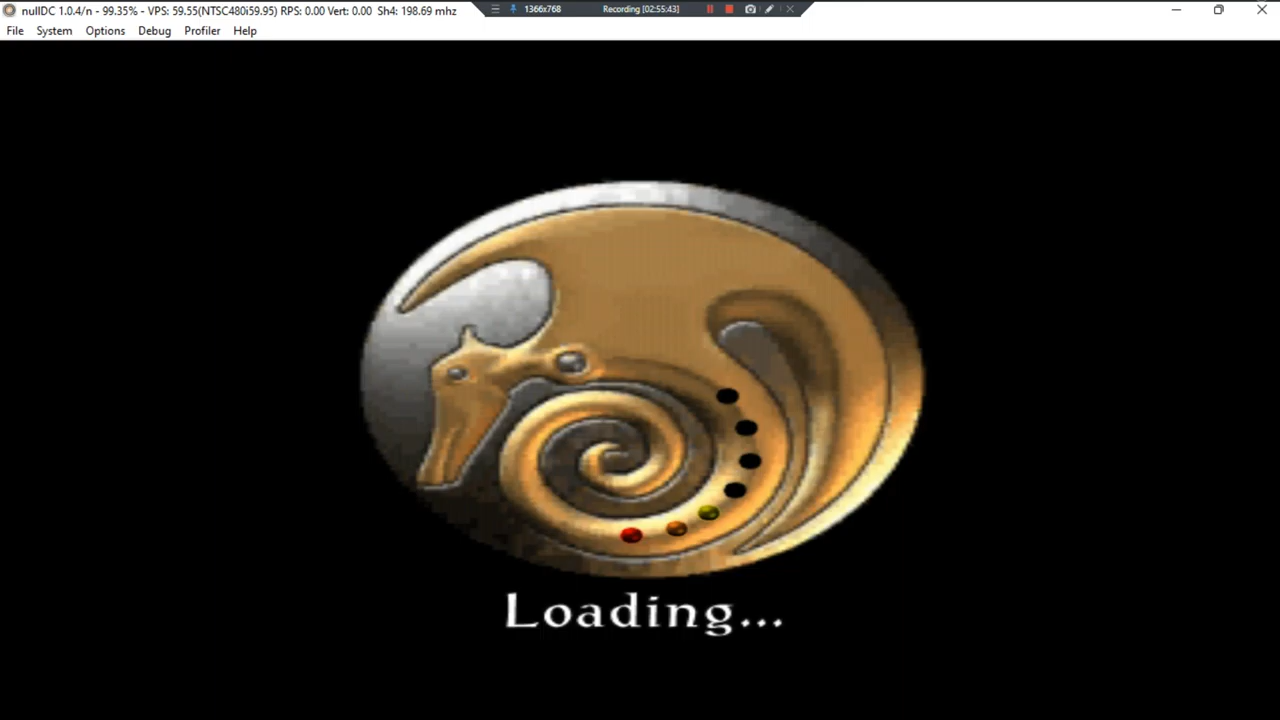 nullDC 1.0.4/n - 99.35% - VPS: 59.55(NTSC480i59.95) RPS: 0.00 Vert: 0.00 Sh4: 198.69 mhz
1366x768 Recording [02:55:43]
File System Options Debug Profiler Help
Loading...